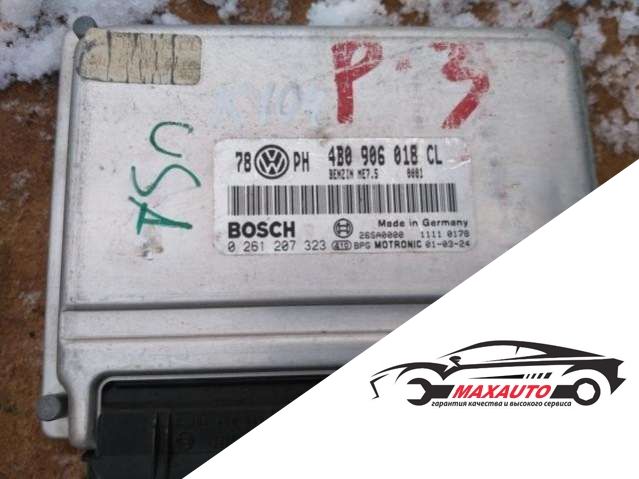 P-3
USA
78 PH 4B0 906 018 CL
BENZIN ME7.5 0001
BOSCH Made in Germany
26SA0000 1111 0178
0 261 207 323 BPG MOTRONIC 01-03-24
MAXAUTO
гарантия качества и высокого сервиса